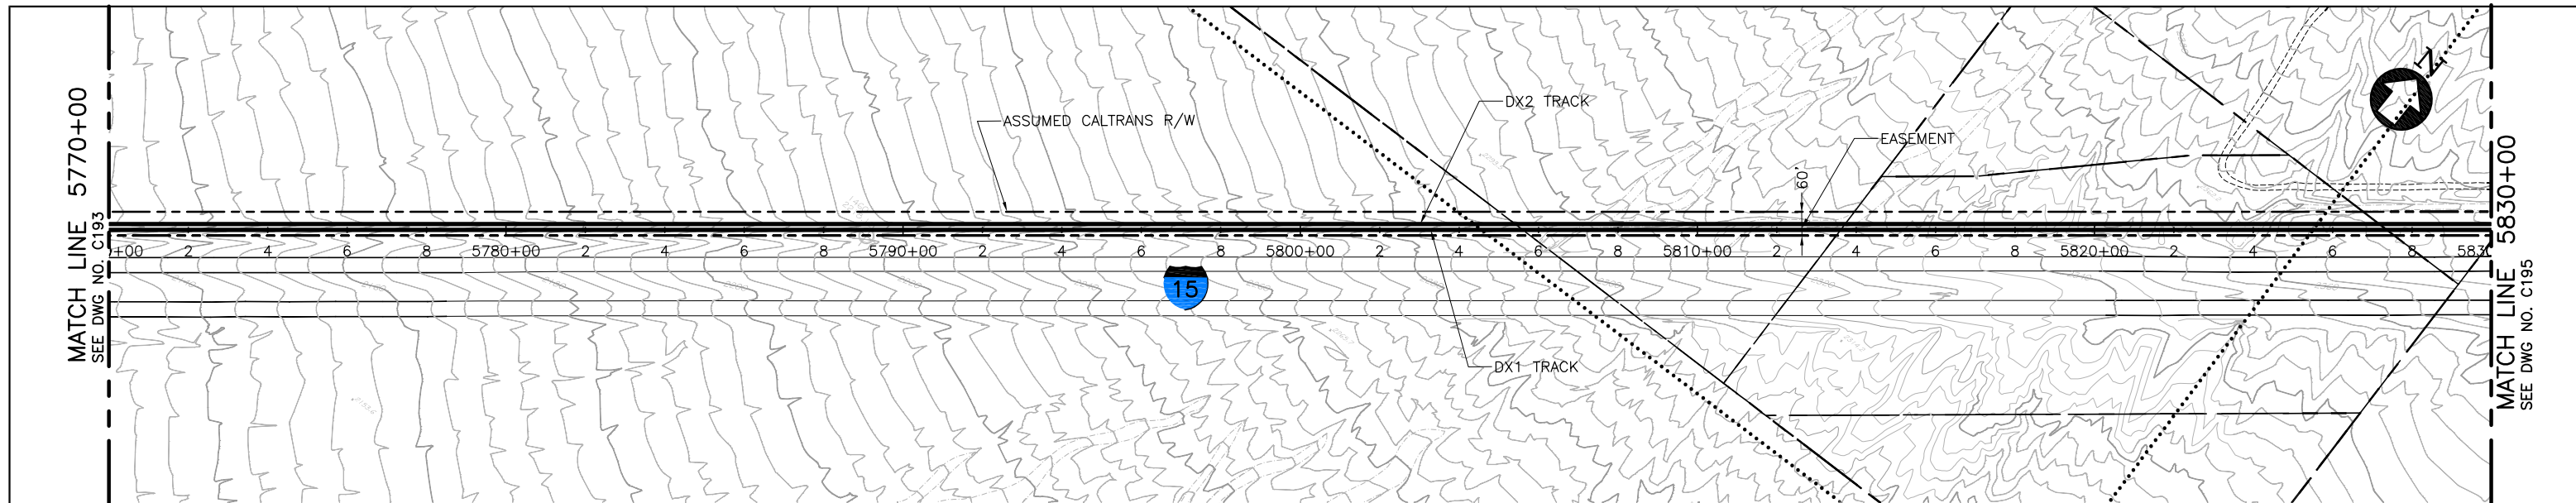 MATCH LINE 5770+00
SEE DWG NO. C193
ASSUMED CALTRANS R/W
DX2 TRACK
EASEMENT
60'
N
+00 2 4 6 8 5780+00 2 4 6 8 5790+00 2 4 6 8 5800+00 2 4 6 8 5810+00 2 4 6 8 5820+00 2 4 6 8 583
15
DX1 TRACK
MATCH LINE 5830+00
SEE DWG NO. C195